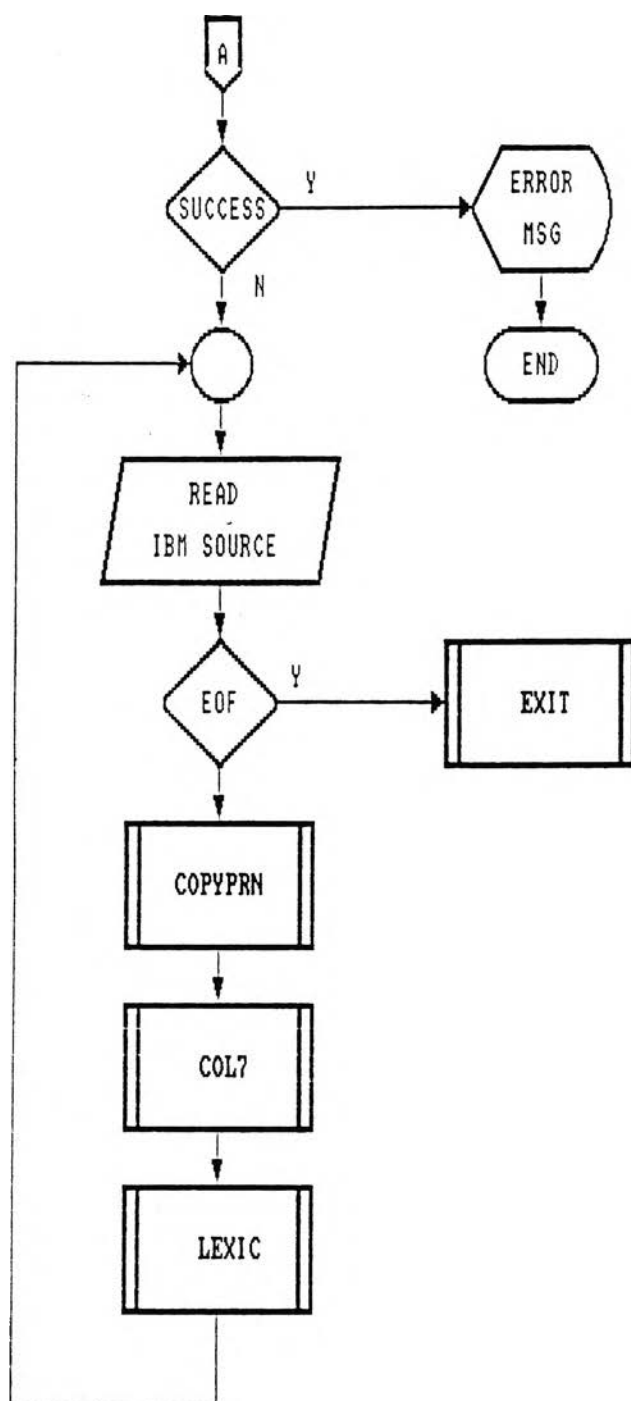 A
SUCCESS
Y
ERROR
MSG
N
END
READ
IBM SOURCE
EOF
Y
EXIT
COPYPRN
COL7
LEXIC